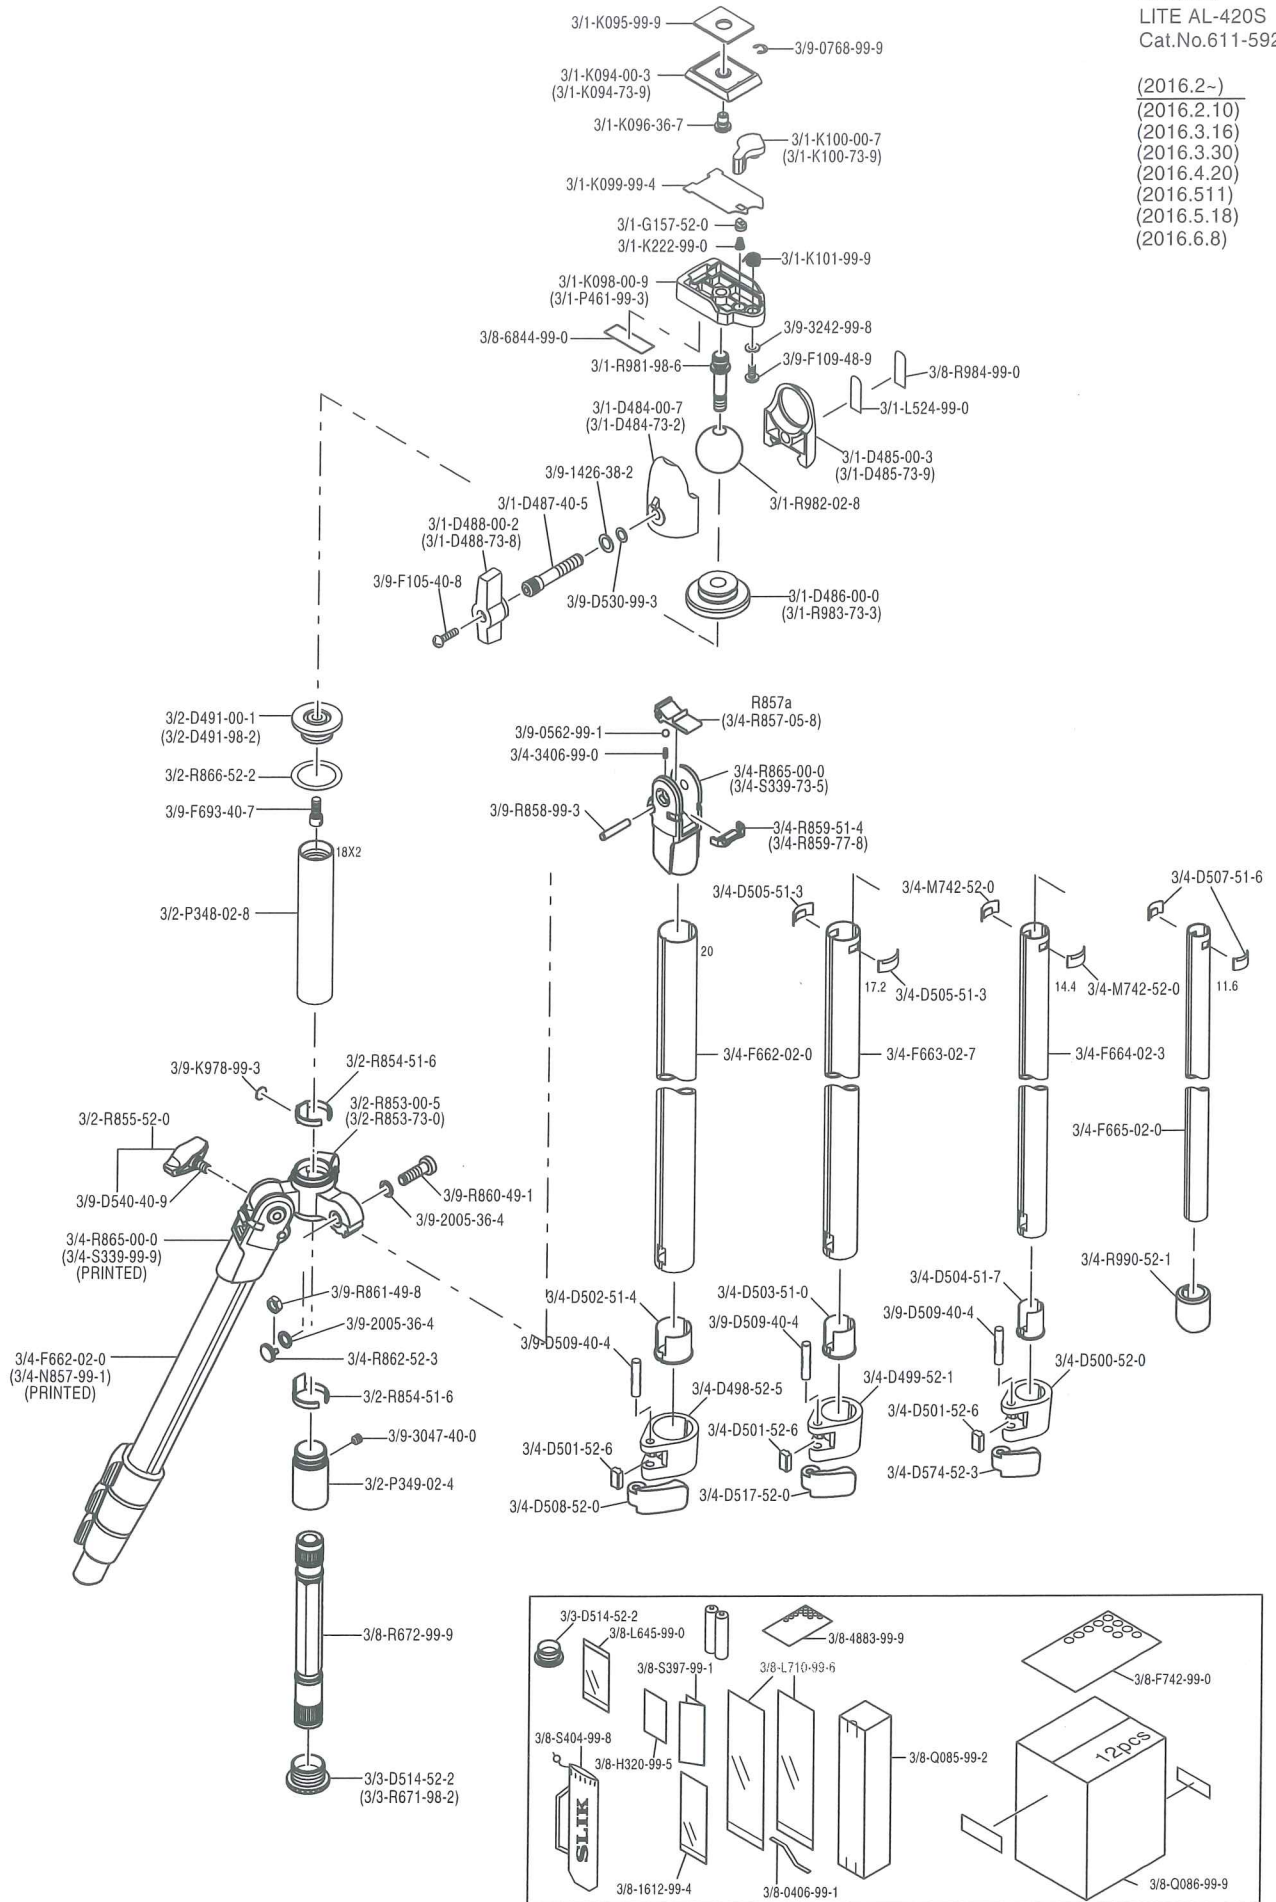 LITE AL-420S
Cat.No.611-592
(2016.2~)
(2016.2.10)
(2016.3.16)
(2016.3.30)
(2016.4.20)
(2016.511)
(2016.5.18)
(2016.6.8)
3/1-K095-99-9
3/9-0768-99-9
3/1-K094-00-3
(3/1-K094-73-9)
3/1-K096-36-7
3/1-K100-00-7
(3/1-K100-73-9)
3/1-K099-99-4
3/1-G157-52-0
3/1-K222-99-0
3/1-K101-99-9
3/1-K098-00-9
(3/1-P461-99-3)
3/8-6844-99-0
3/9-3242-99-8
3/1-R981-98-6
3/9-F109-48-9
3/8-R984-99-0
3/1-L524-99-0
3/1-D484-00-7
(3/1-D484-73-2)
3/1-D485-00-3
(3/1-D485-73-9)
3/9-1426-38-2
3/1-D487-40-5
3/1-R982-02-8
3/1-D488-00-2
(3/1-D488-73-8)
3/9-F105-40-8
3/9-D530-99-3
3/1-D486-00-0
(3/1-R983-73-3)
3/2-D491-00-1
(3/2-D491-98-2)
3/2-R866-52-2
3/9-F693-40-7
18X2
3/2-P348-02-8
R857a
(3/4-R857-05-8)
3/9-0562-99-1
3/4-3406-99-0
3/4-R865-00-0
(3/4-S339-73-5)
3/9-R858-99-3
3/4-R859-51-4
(3/4-R859-77-8)
3/4-D505-51-3
3/4-M742-52-0
3/4-D507-51-6
20
17.2
3/4-D505-51-3
14.4
3/4-M742-52-0
11.6
3/4-F662-02-0
3/4-F663-02-7
3/4-F664-02-3
3/4-F665-02-0
3/9-K978-99-3
3/2-R854-51-6
3/2-R853-00-5
(3/2-R853-73-0)
3/2-R855-52-0
3/9-D540-40-9
3/9-R860-49-1
3/9-2005-36-4
3/4-R865-00-0
(3/4-S339-99-9)
(PRINTED)
3/9-R861-49-8
3/9-2005-36-4
3/4-R862-52-3
3/4-F662-02-0
(3/4-N857-99-1)
(PRINTED)
3/2-R854-51-6
3/9-3047-40-0
3/2-P349-02-4
3/8-R672-99-9
3/3-D514-52-2
(3/3-R671-98-2)
3/4-R990-52-1
3/4-D502-51-4
3/4-D503-51-0
3/4-D504-51-7
3/9-D509-40-4
3/9-D509-40-4
3/9-D509-40-4
3/4-D498-52-5
3/4-D499-52-1
3/4-D500-52-0
3/4-D501-52-6
3/4-D501-52-6
3/4-D501-52-6
3/4-D508-52-0
3/4-D517-52-0
3/4-D574-52-3
3/3-D514-52-2
3/8-L645-99-0
3/8-4883-99-9
3/8-S397-99-1
3/8-L710-99-6
3/8-F742-99-0
3/8-S404-99-8
3/8-H320-99-5
3/8-Q085-99-2
12pcs
SLIK
3/8-1612-99-4
3/8-0406-99-1
3/8-Q086-99-9